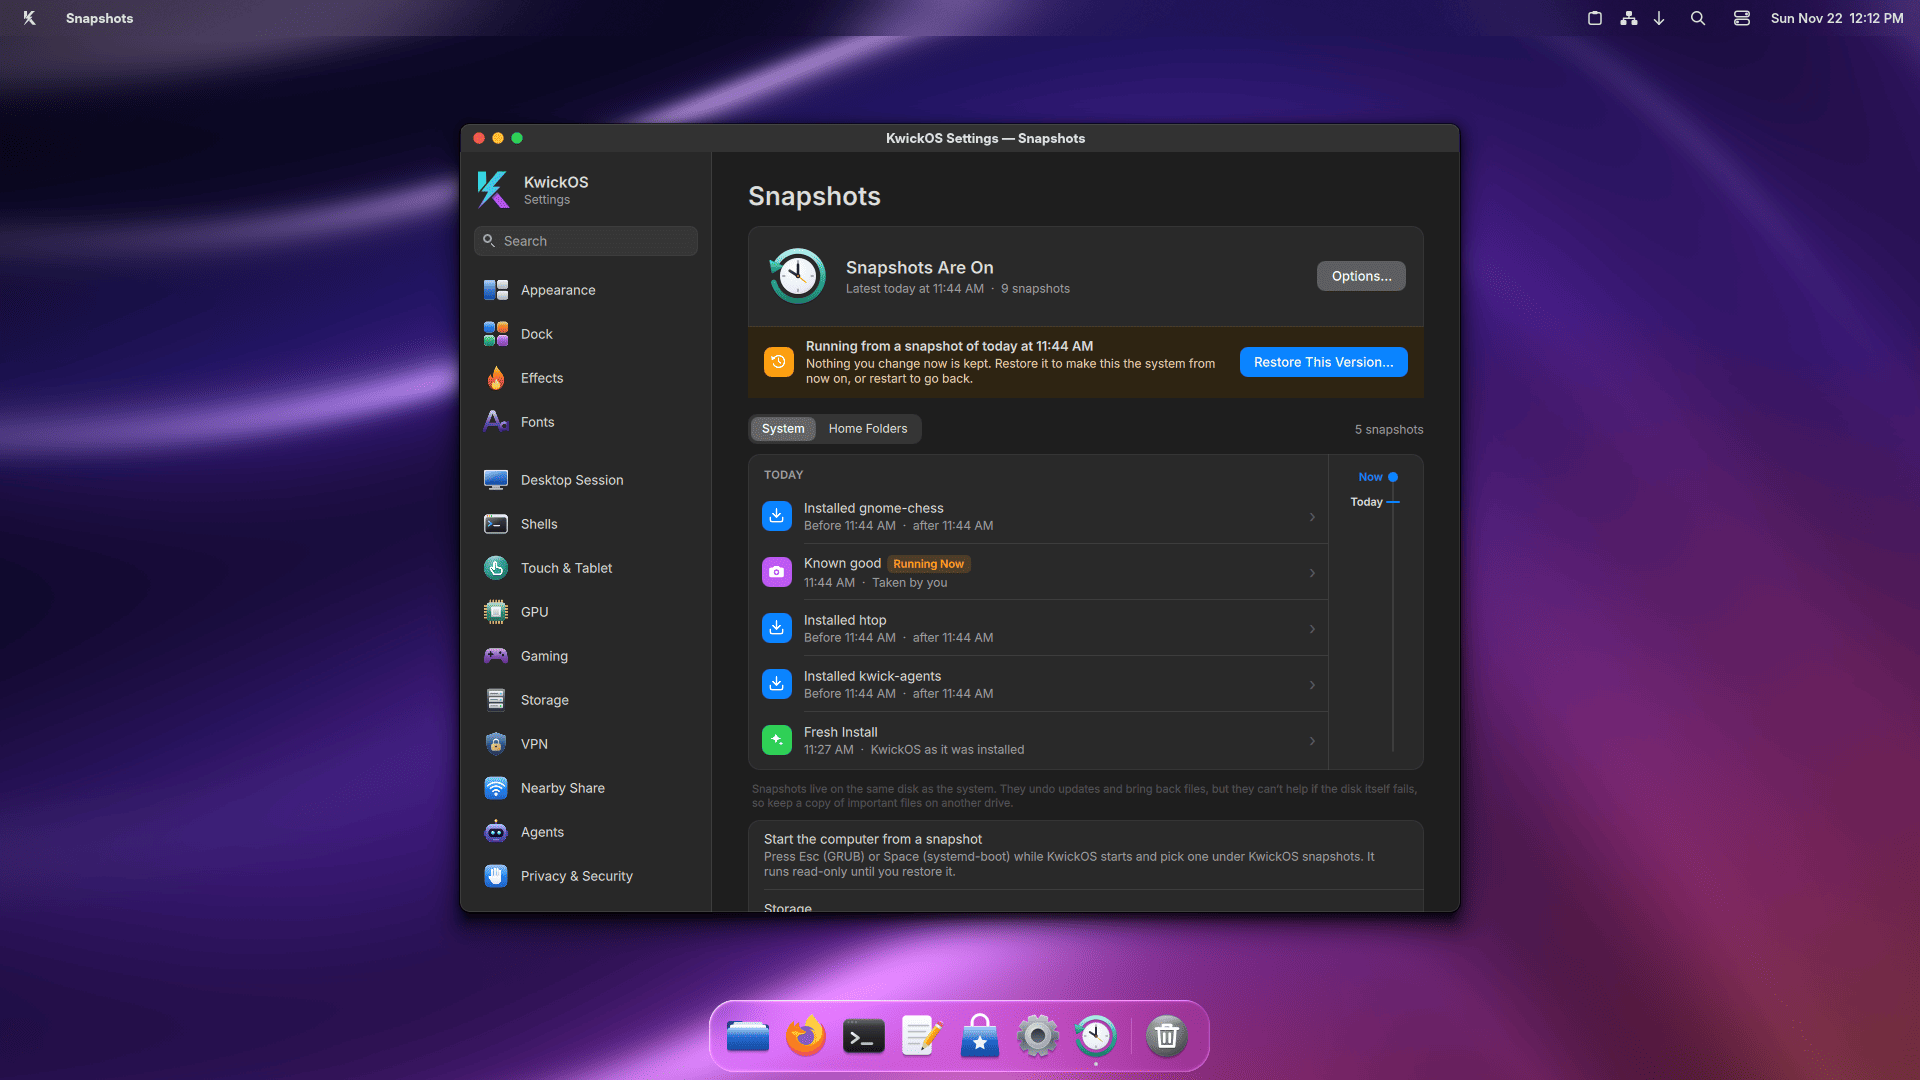 Snapshots
Sun Nov 22 12:12 PM
KwickOS Settings — Snapshots
KwickOS
Settings
Search
Appearance
Dock
Effects
Fonts
Desktop Session
Shells
Touch & Tablet
GPU
Gaming
Storage
VPN
Nearby Share
Agents
Privacy & Security
Snapshots
Snapshots Are On
Latest today at 11:44 AM · 9 snapshots
Options...
Running from a snapshot of today at 11:44 AM
Nothing you change now is kept. Restore it to make this the system from
now on, or restart to go back.
Restore This Version...
System
Home Folders
5 snapshots
TODAY
Installed gnome-chess
Before 11:44 AM · after 11:44 AM
Known good Running Now
11:44 AM · Taken by you
Installed htop
Before 11:44 AM · after 11:44 AM
Installed kwick-agents
Before 11:44 AM · after 11:44 AM
Fresh Install
11:27 AM · KwickOS as it was installed
Now
Today
Snapshots live on the same disk as the system. They undo updates and bring back files, but they can't help if the disk itself fails,
so keep a copy of important files on another drive.
Start the computer from a snapshot
Press Esc (GRUB) or Space (systemd-boot) while KwickOS starts and pick one under KwickOS snapshots. It
runs read-only until you restore it.
Storage